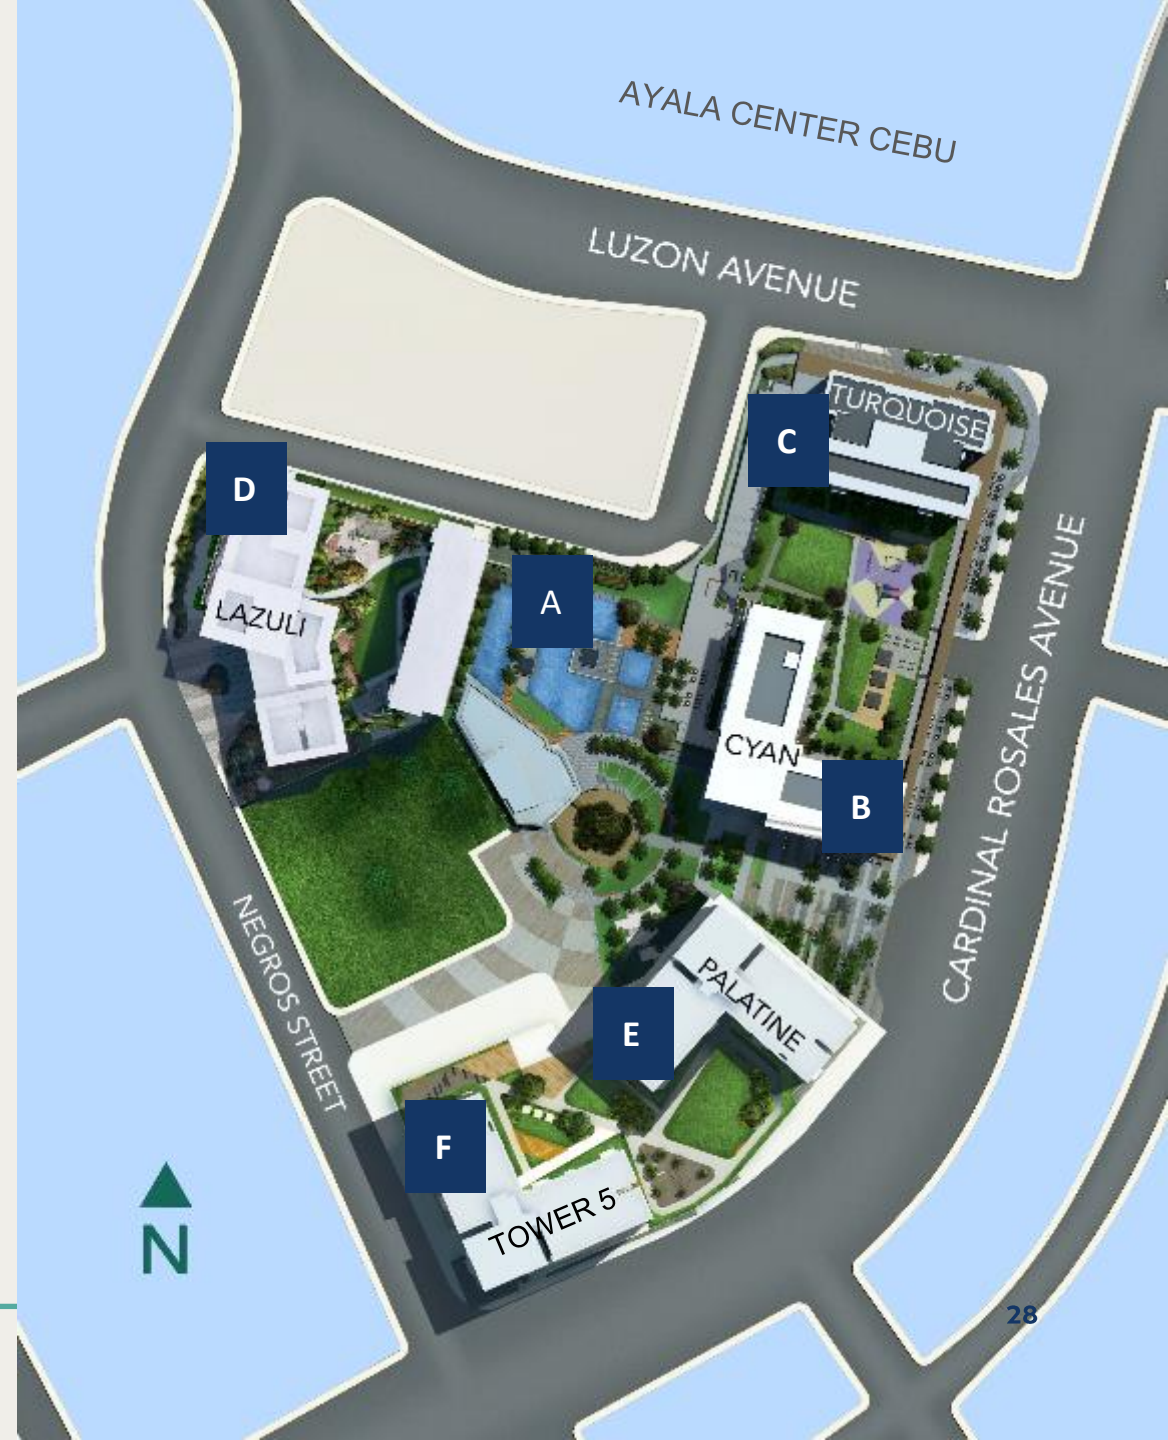 AYALA CENTER CEBU
LUZON AVENUE
TURQUOISE
C
D
A
LAZULI
CYAN
B
CARDINAL ROSALES AVENUE
NEGROS STREET
PALATINE
E
F
TOWER 5
N
28